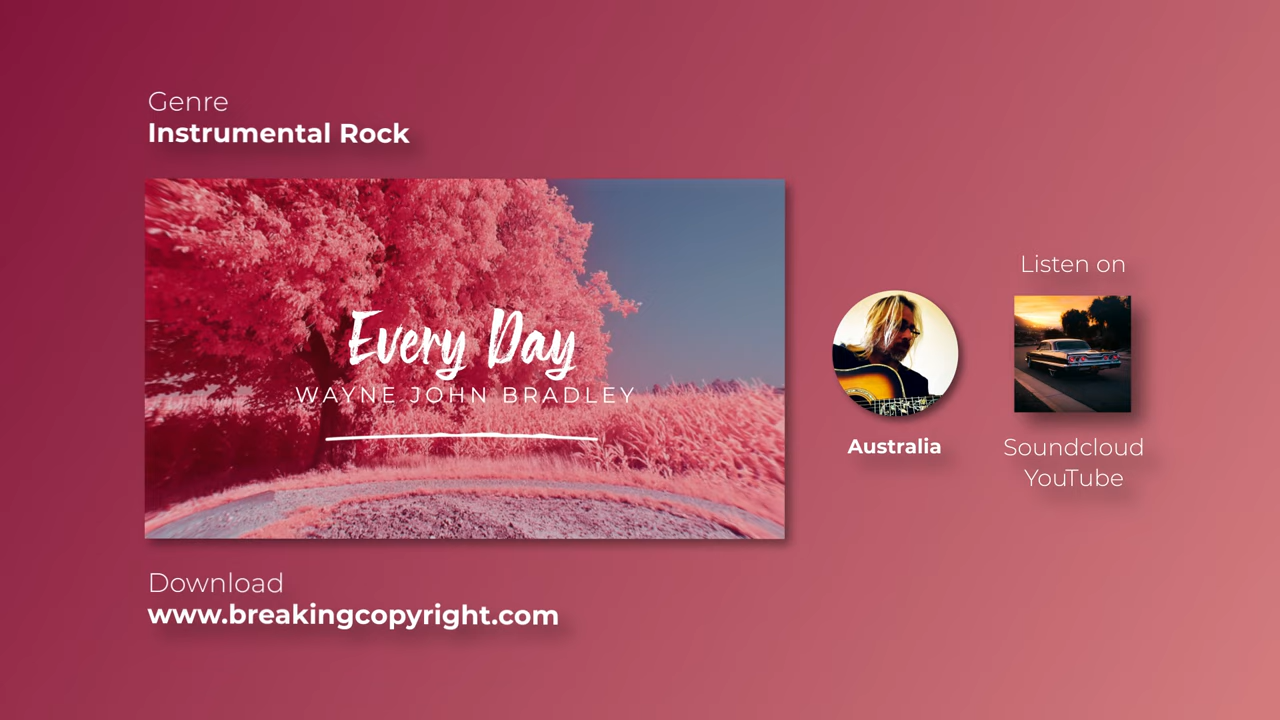 Genre
Instrumental Rock
Every Day
WAYNE JOHN BRADLEY
Australia
Listen on
Soundcloud
YouTube
Download
www.breakingcopyright.com